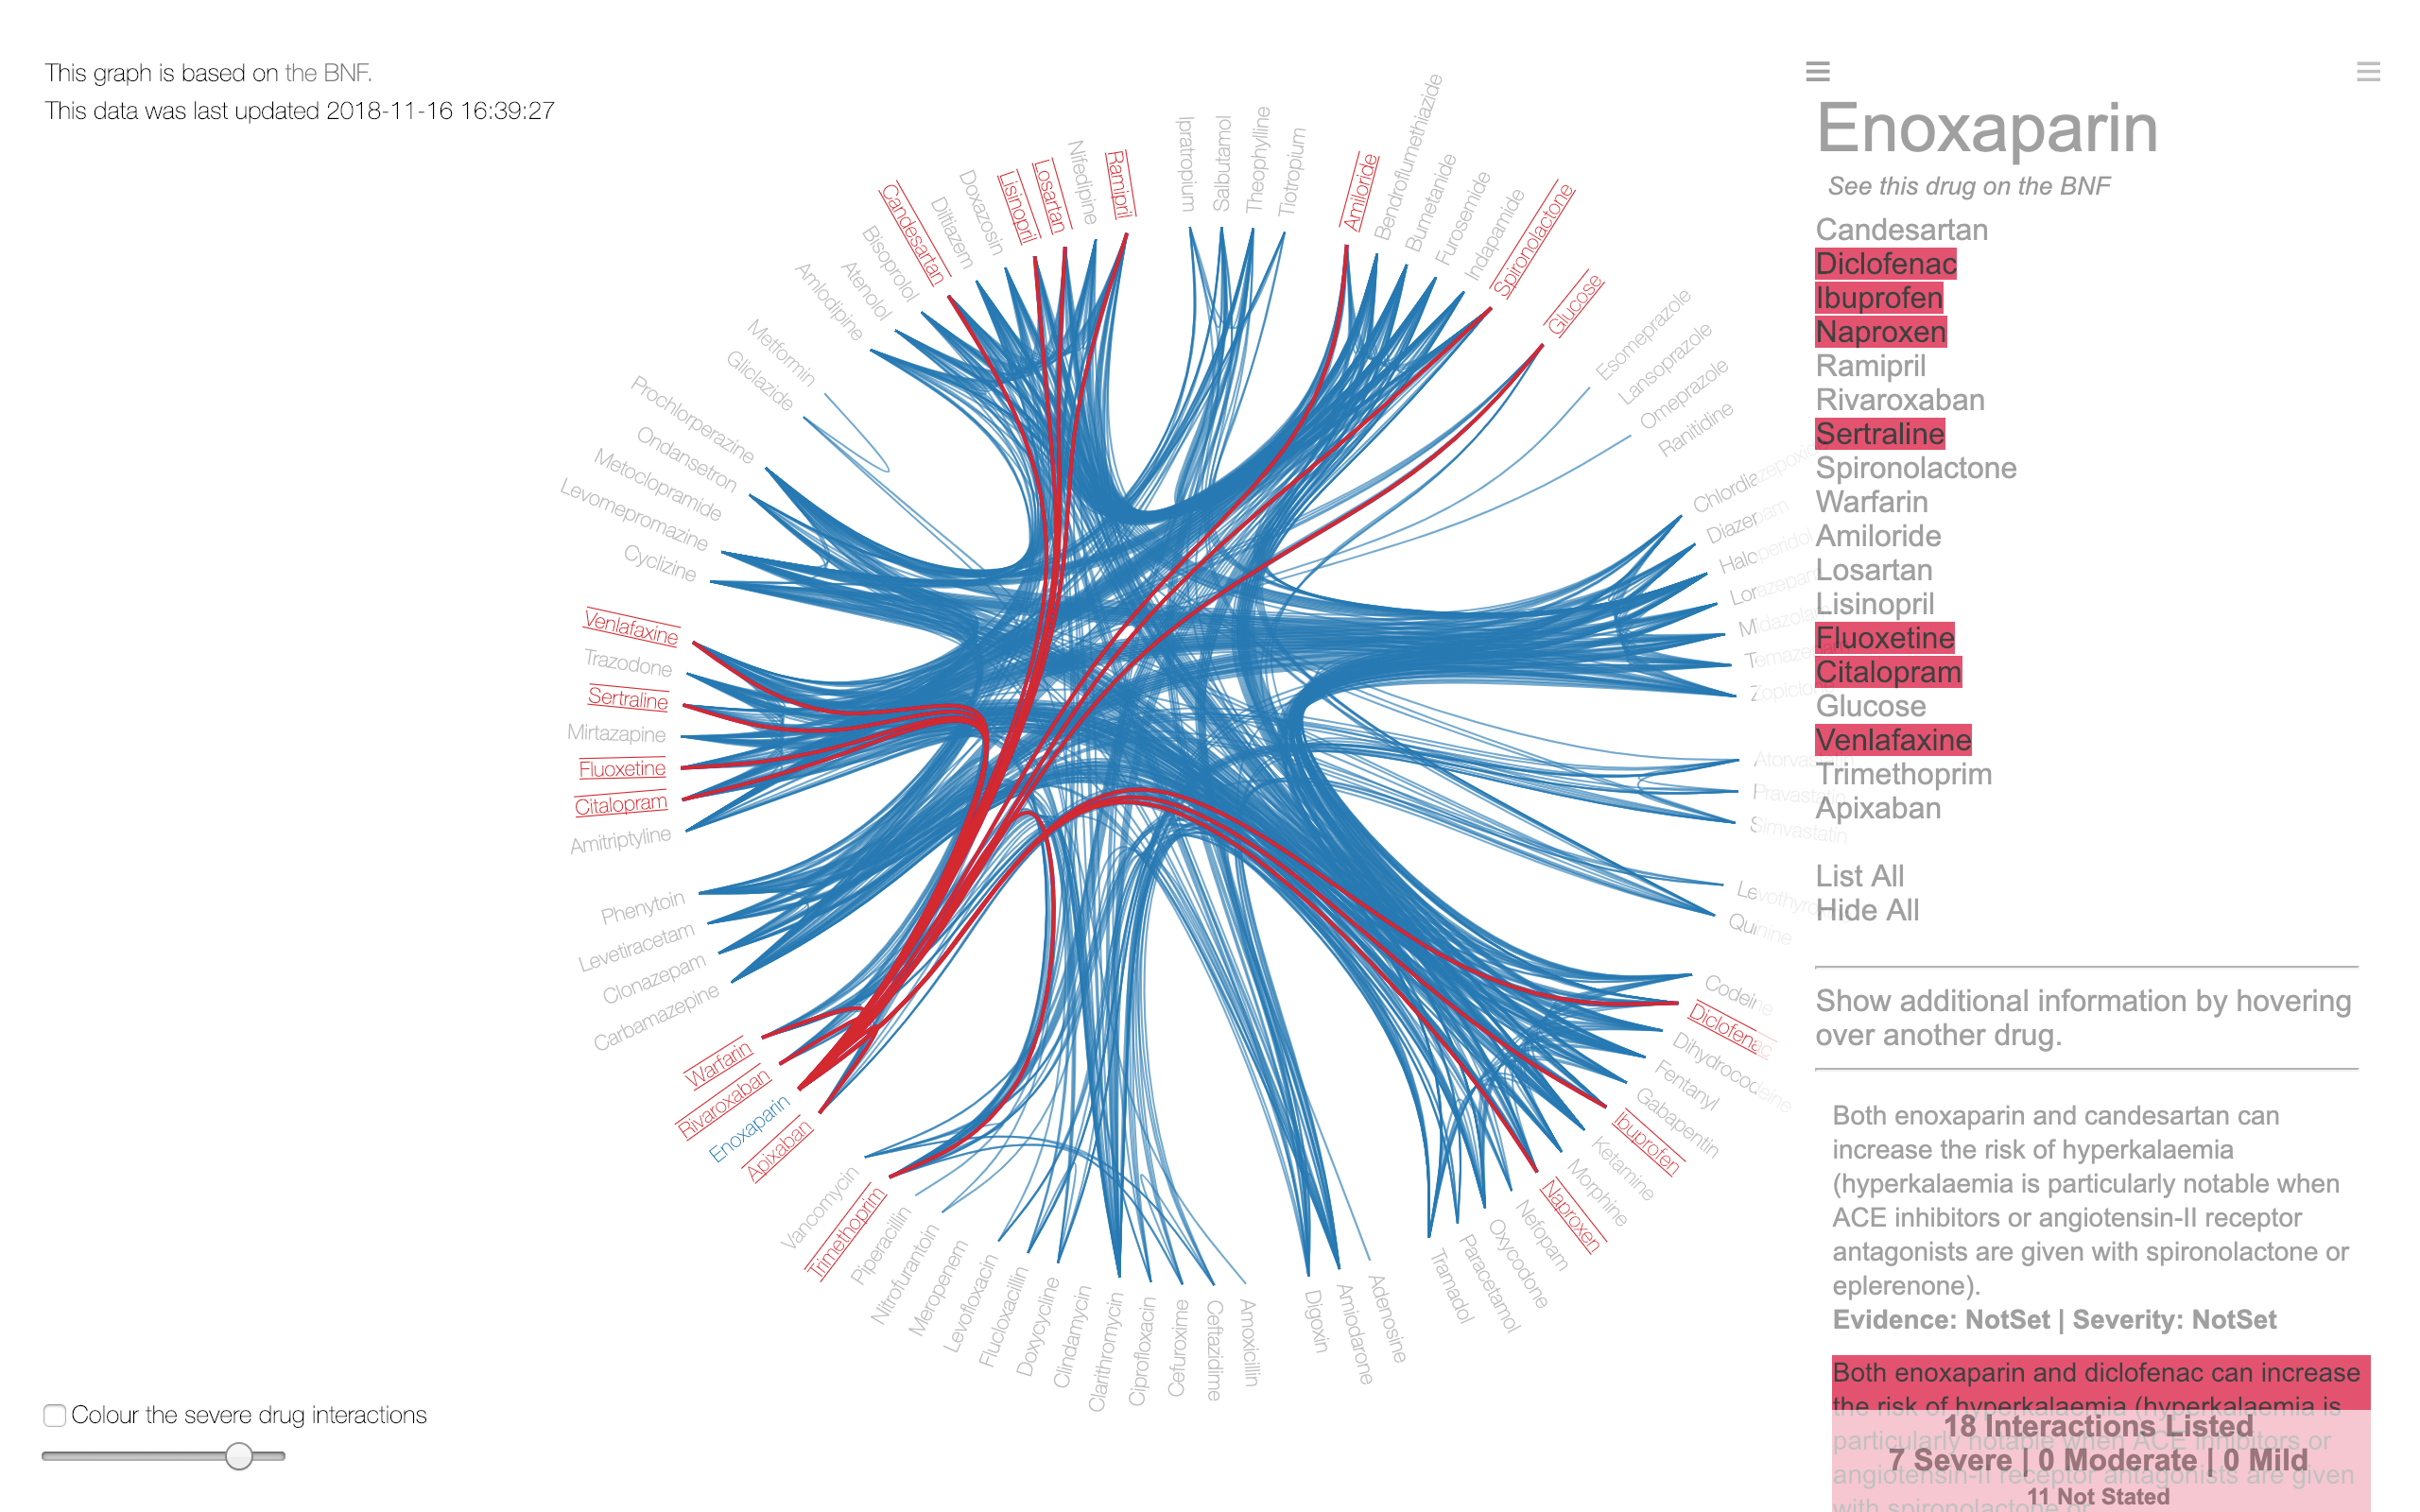 This graph is based on the BNF.
This data was last updated 2018-11-16 16:39:27
Ipratropium
Salbutamol
Theophylline
Tiotropium
Amiloride
Bendroflumethiazide
Bumetanide
Furosemide
Indapamide
Spironolactone
Glucose
Esomeprazole
Lansoprazole
Omeprazole
Ranitidine
Chlordiazepoxide
Diazepam
Haloperidol
Lorazepam
Midazolam
Temazepam
Zopiclone
Atorvastatin
Pravastatin
Simvastatin
Levothyroxine
Quinine
Codeine
Diclofenac
Dihydrocodeine
Fentanyl
Gabapentin
Ibuprofen
Ketamine
Morphine
Naproxen
Nefopam
Oxycodone
Paracetamol
Tramadol
Adenosine
Amiodarone
Digoxin
Amoxicillin
Ceftazidime
Cefuroxime
Ciprofloxacin
Clarithromycin
Clindamycin
Doxycycline
Flucloxacillin
Levofloxacin
Meropenem
Nitrofurantoin
Piperacillin
Trimethoprim
Vancomycin
Apixaban
Enoxaparin
Rivaroxaban
Warfarin
Carbamazepine
Clonazepam
Levetiracetam
Phenytoin
Amitriptyline
Citalopram
Fluoxetine
Mirtazapine
Sertraline
Trazodone
Venlafaxine
Cyclizine
Levomepromazine
Metoclopramide
Ondansetron
Prochlorperazine
Gliclazide
Metformin
Amlodipine
Atenolol
Bisoprolol
Candesartan
Diltiazem
Doxazosin
Lisinopril
Losartan
Nifedipine
Ramipril
Colour the severe drug interactions
Enoxaparin
See this drug on the BNF
Candesartan
Diclofenac
Ibuprofen
Naproxen
Ramipril
Rivaroxaban
Sertraline
Spironolactone
Warfarin
Amiloride
Losartan
Lisinopril
Fluoxetine
Citalopram
Glucose
Venlafaxine
Trimethoprim
Apixaban
List All
Hide All
Show additional information by hovering
over another drug.
Both enoxaparin and candesartan can
increase the risk of hyperkalaemia
(hyperkalaemia is particularly notable when
ACE inhibitors or angiotensin-II receptor
antagonists are given with spironolactone or
eplerenone).
Evidence: NotSet | Severity: NotSet
Both enoxaparin and diclofenac can increase
the risk of hyperkalaemia (hyperkalaemia is
particularly notable when ACE inhibitors or
angiotensin-II receptor antagonists are given
with spironolactone or
18 Interactions Listed
7 Severe | 0 Moderate | 0 Mild
11 Not Stated